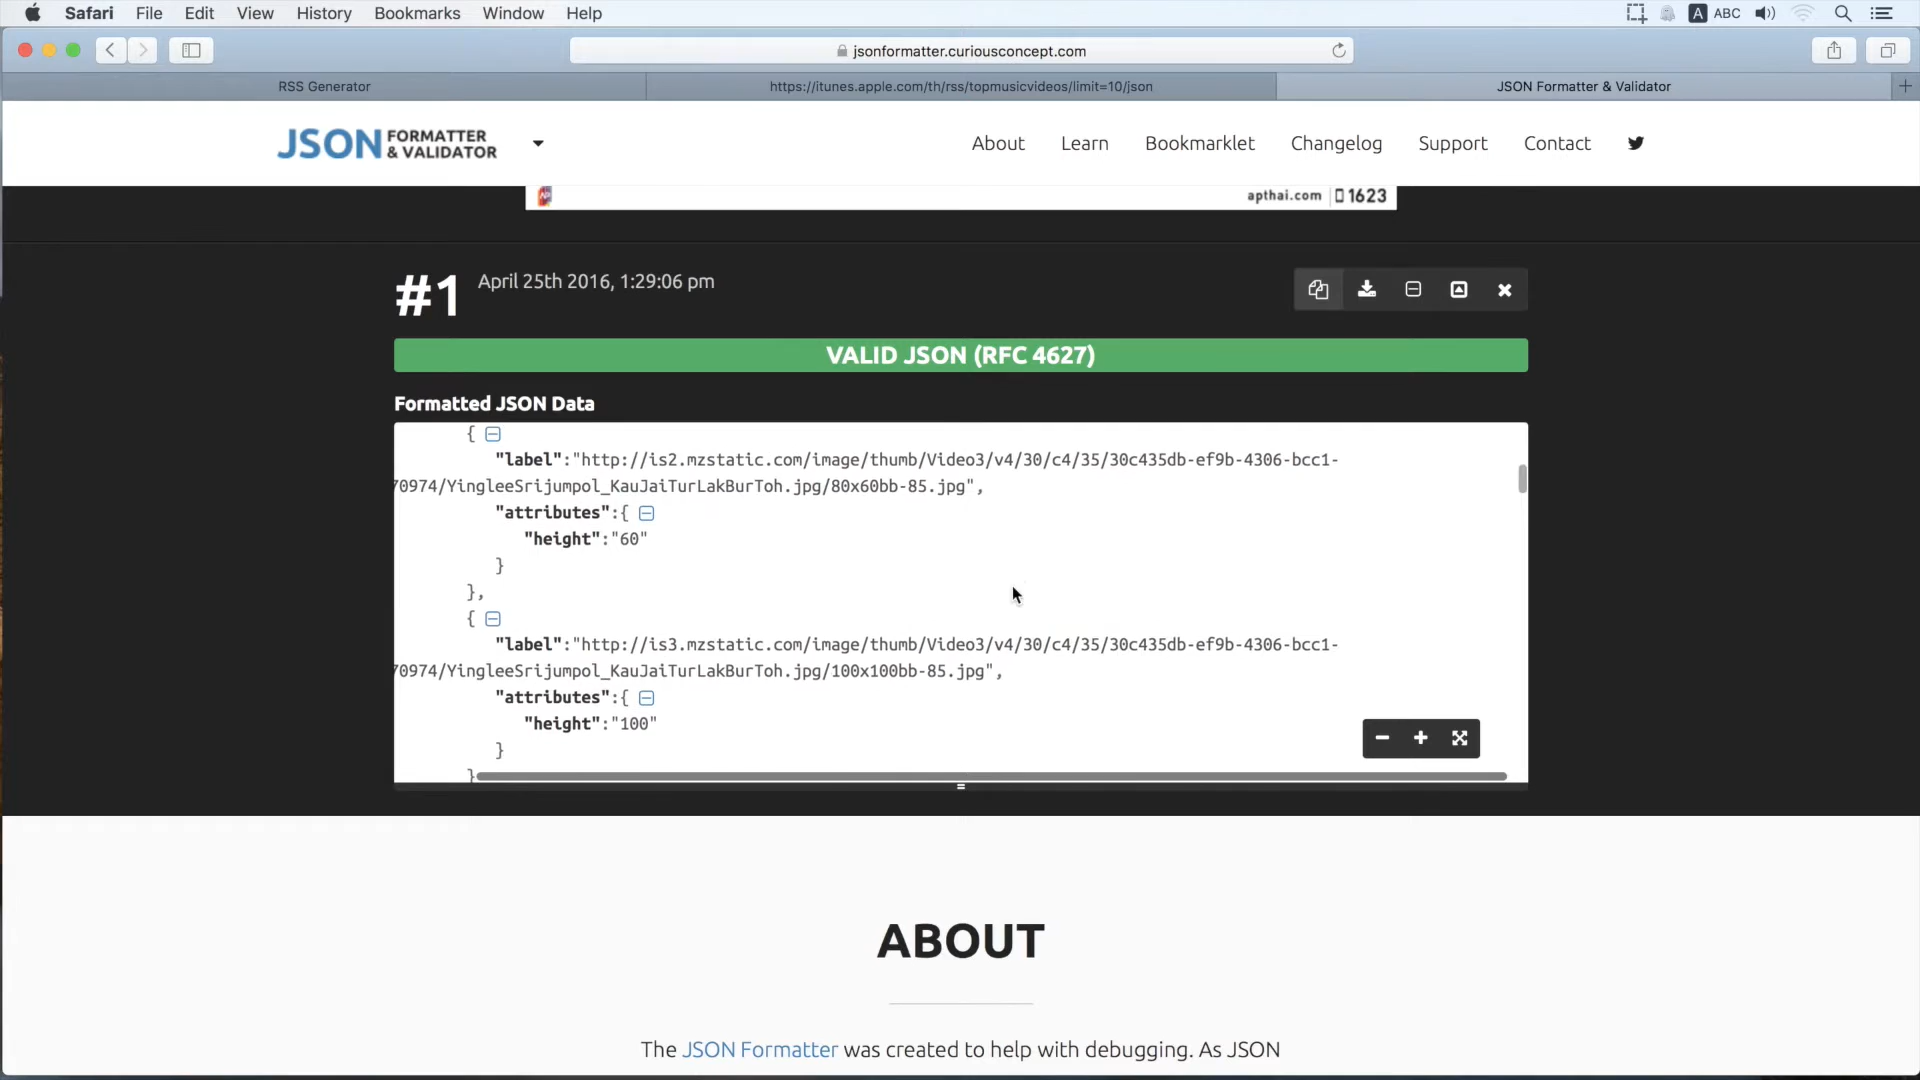 Safari File Edit View History Bookmarks Window Help A ABC
jsonformatter.curiousconcept.com
RSS Generator https://itunes.apple.com/th/rss/topmusicvideos/limit=10/json JSON Formatter & Validator
JSON FORMATTER & VALIDATOR About Learn Bookmarklet Changelog Support Contact
apthai.com 1623
#1 April 25th 2016, 1:29:06 pm
VALID JSON (RFC 4627)
Formatted JSON Data
{
"label":"http://is2.mzstatic.com/image/thumb/Video3/v4/30/c4/35/30c435db-ef9b-4306-bcc1-
70974/YingleeSrijumpol_KauJaiTurLakBurToh.jpg/80x60bb-85.jpg",
"attributes":{
"height":"60"
}
},
{
"label":"http://is3.mzstatic.com/image/thumb/Video3/v4/30/c4/35/30c435db-ef9b-4306-bcc1-
70974/YingleeSrijumpol_KauJaiTurLakBurToh.jpg/100x100bb-85.jpg",
"attributes":{
"height":"100"
}
}
ABOUT
The JSON Formatter was created to help with debugging. As JSON